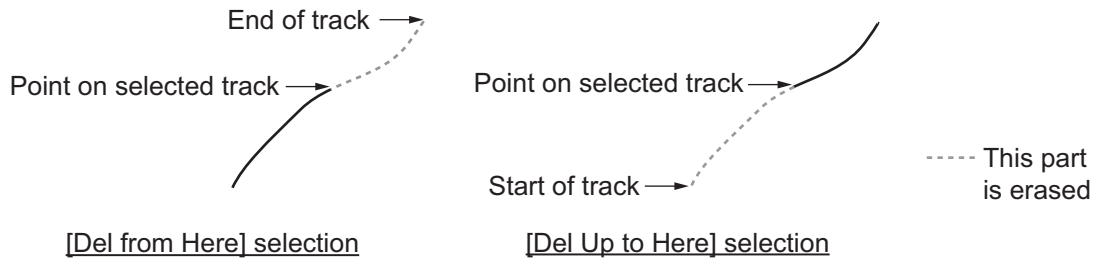 End of track
Point on selected track
[Del from Here] selection
Point on selected track
Start of track
[Del Up to Here] selection
This part
is erased